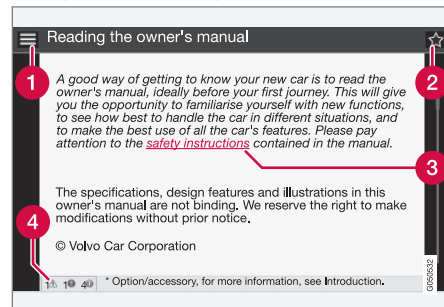 Reading the owner's manual
1
2
A good way of getting to know your new car is to read the
owner's manual, ideally before your first journey. This will give
you the opportunity to familiarise yourself with new functions,
to see how best to handle the car in different situations, and
to make the best use of all the car's features. Please pay
attention to the safety instructions contained in the manual.
3
The specifications, design features and illustrations in this
owner's manual are not binding. We reserve the right to make
modifications without prior notice.
4
© Volvo Car Corporation
1 1 4 * Option/accessory, for more information, see Introduction.
G050532